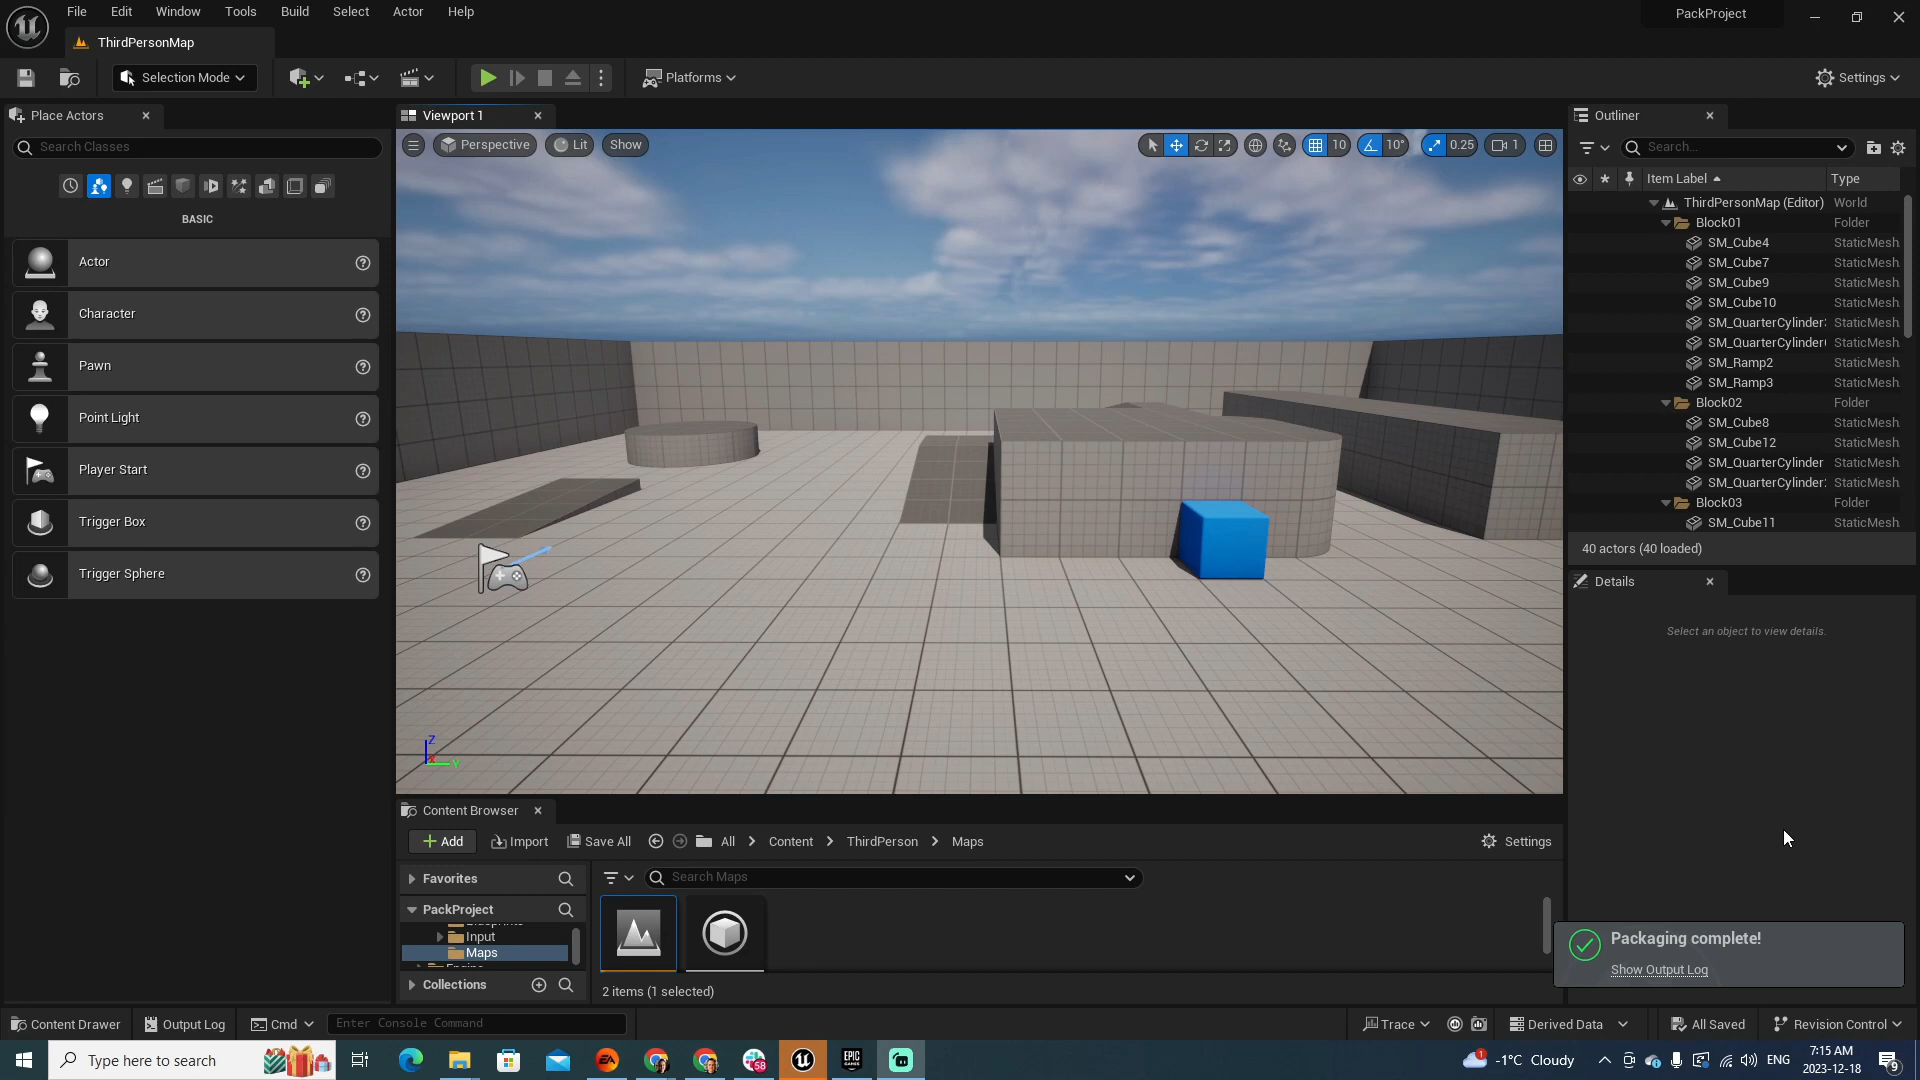 File Edit Window Tools Build Select Actor Help
PackProject
ThirdPersonMap
Selection Mode
Platforms
Settings
Place Actors
Search Classes
BASIC
Actor
Character
Pawn
Point Light
Player Start
Trigger Box
Trigger Sphere
Viewport 1
Perspective Lit Show
10 10° 0.25 1
Z
Y
Outliner
Search...
Item Label Type
ThirdPersonMap (Editor) World
Block01 Folder
SM_Cube4 StaticMesh
SM_Cube7 StaticMesh
SM_Cube9 StaticMesh
SM_Cube10 StaticMesh
SM_QuarterCylinder StaticMesh
SM_QuarterCylinder StaticMesh
SM_Ramp2 StaticMesh
SM_Ramp3 StaticMesh
Block02 Folder
SM_Cube8 StaticMesh
SM_Cube12 StaticMesh
SM_QuarterCylinder StaticMesh
SM_QuarterCylinder StaticMesh
Block03 Folder
SM_Cube11 StaticMesh
40 actors (40 loaded)
Details
Select an object to view details.
Content Browser
Add Import Save All All > Content > ThirdPerson > Maps Settings
Favorites
PackProject
Input
Maps
Collections
Search Maps
2 items (1 selected)
Packaging complete!
Show Output Log
Content Drawer Output Log Cmd Enter Console Command Trace Derived Data All Saved Revision Control
Type here to search
EA
58
EPIC GAMES
1
-1°C Cloudy
ENG
7:15 AM
2023-12-18
9